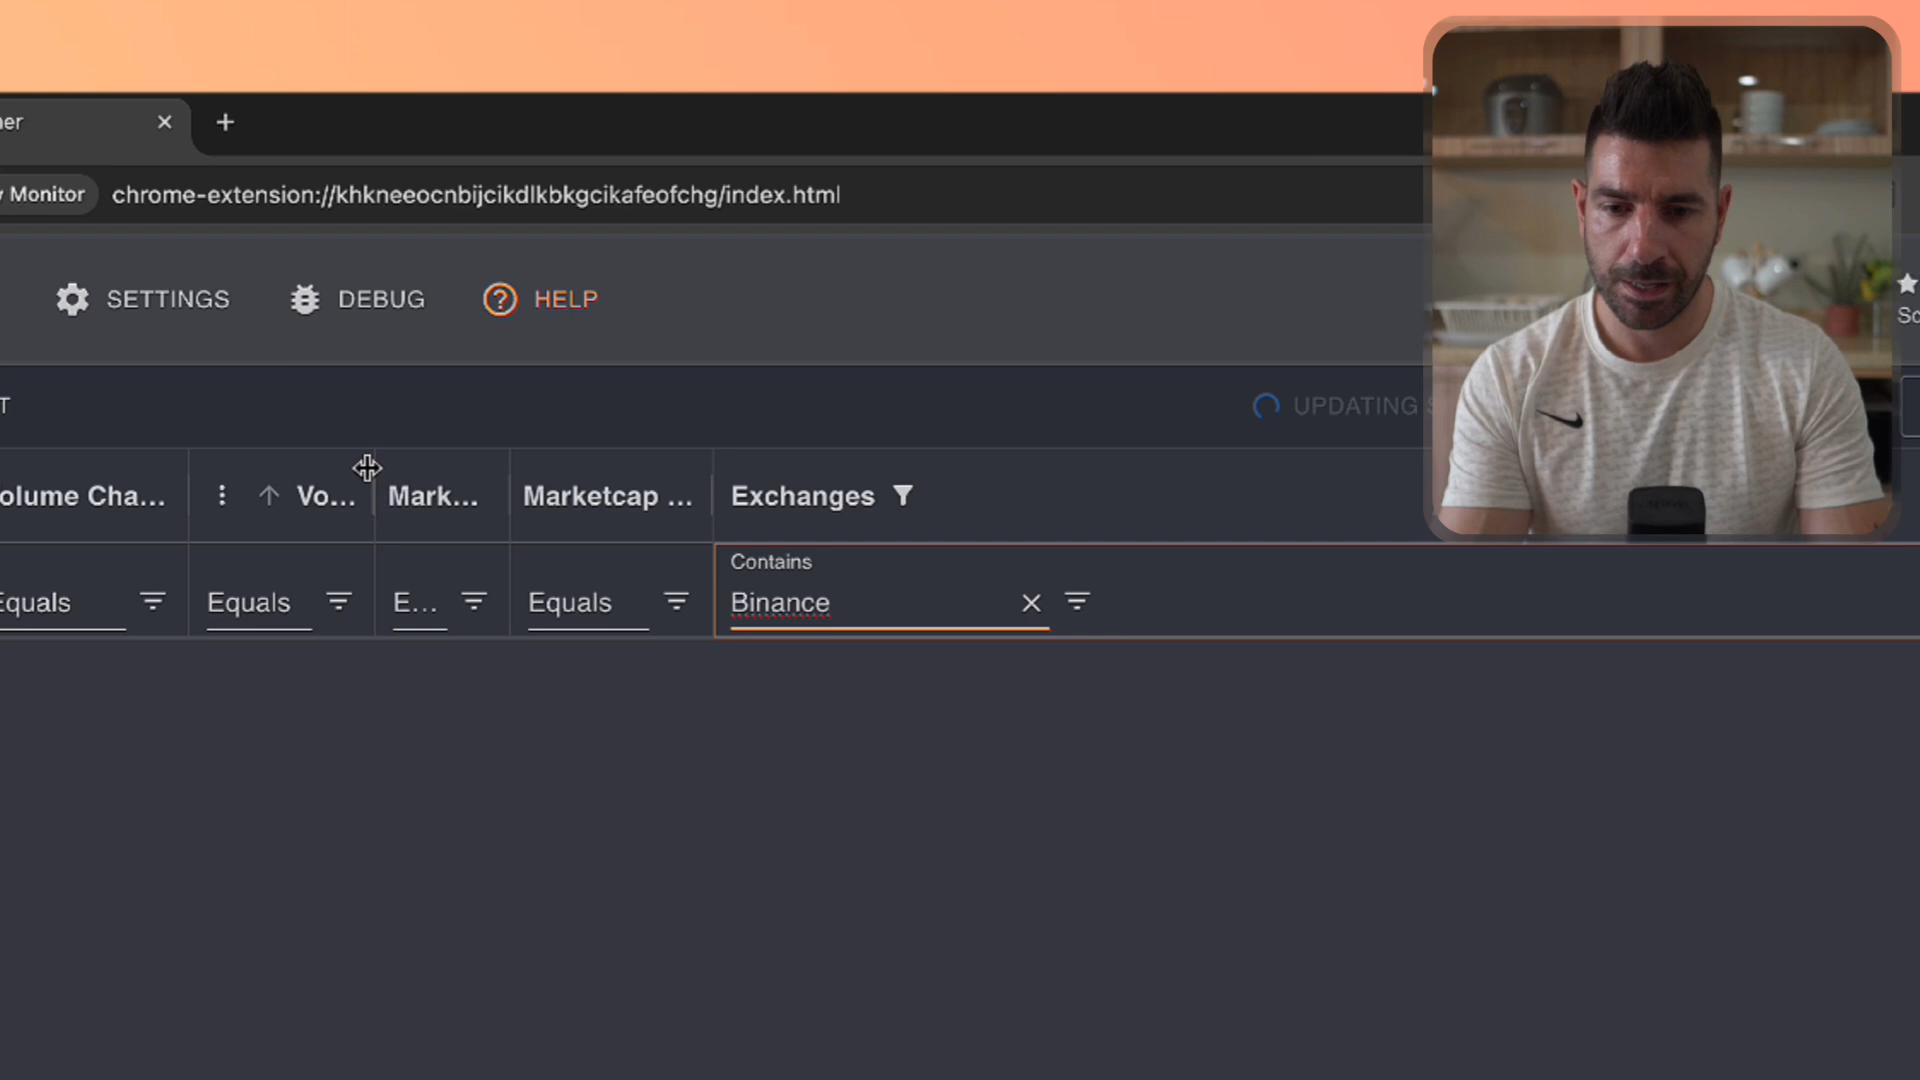 er
y Monitor
chrome-extension://khkneeocnbijcikdlkbkgcikafeofchg/index.html
SETTINGS
DEBUG
HELP
Sc
T
UPDATING
olume Cha...
Vo...
Mark...
Marketcap ...
Exchanges
Contains
Equals
Equals
E...
Equals
Binance